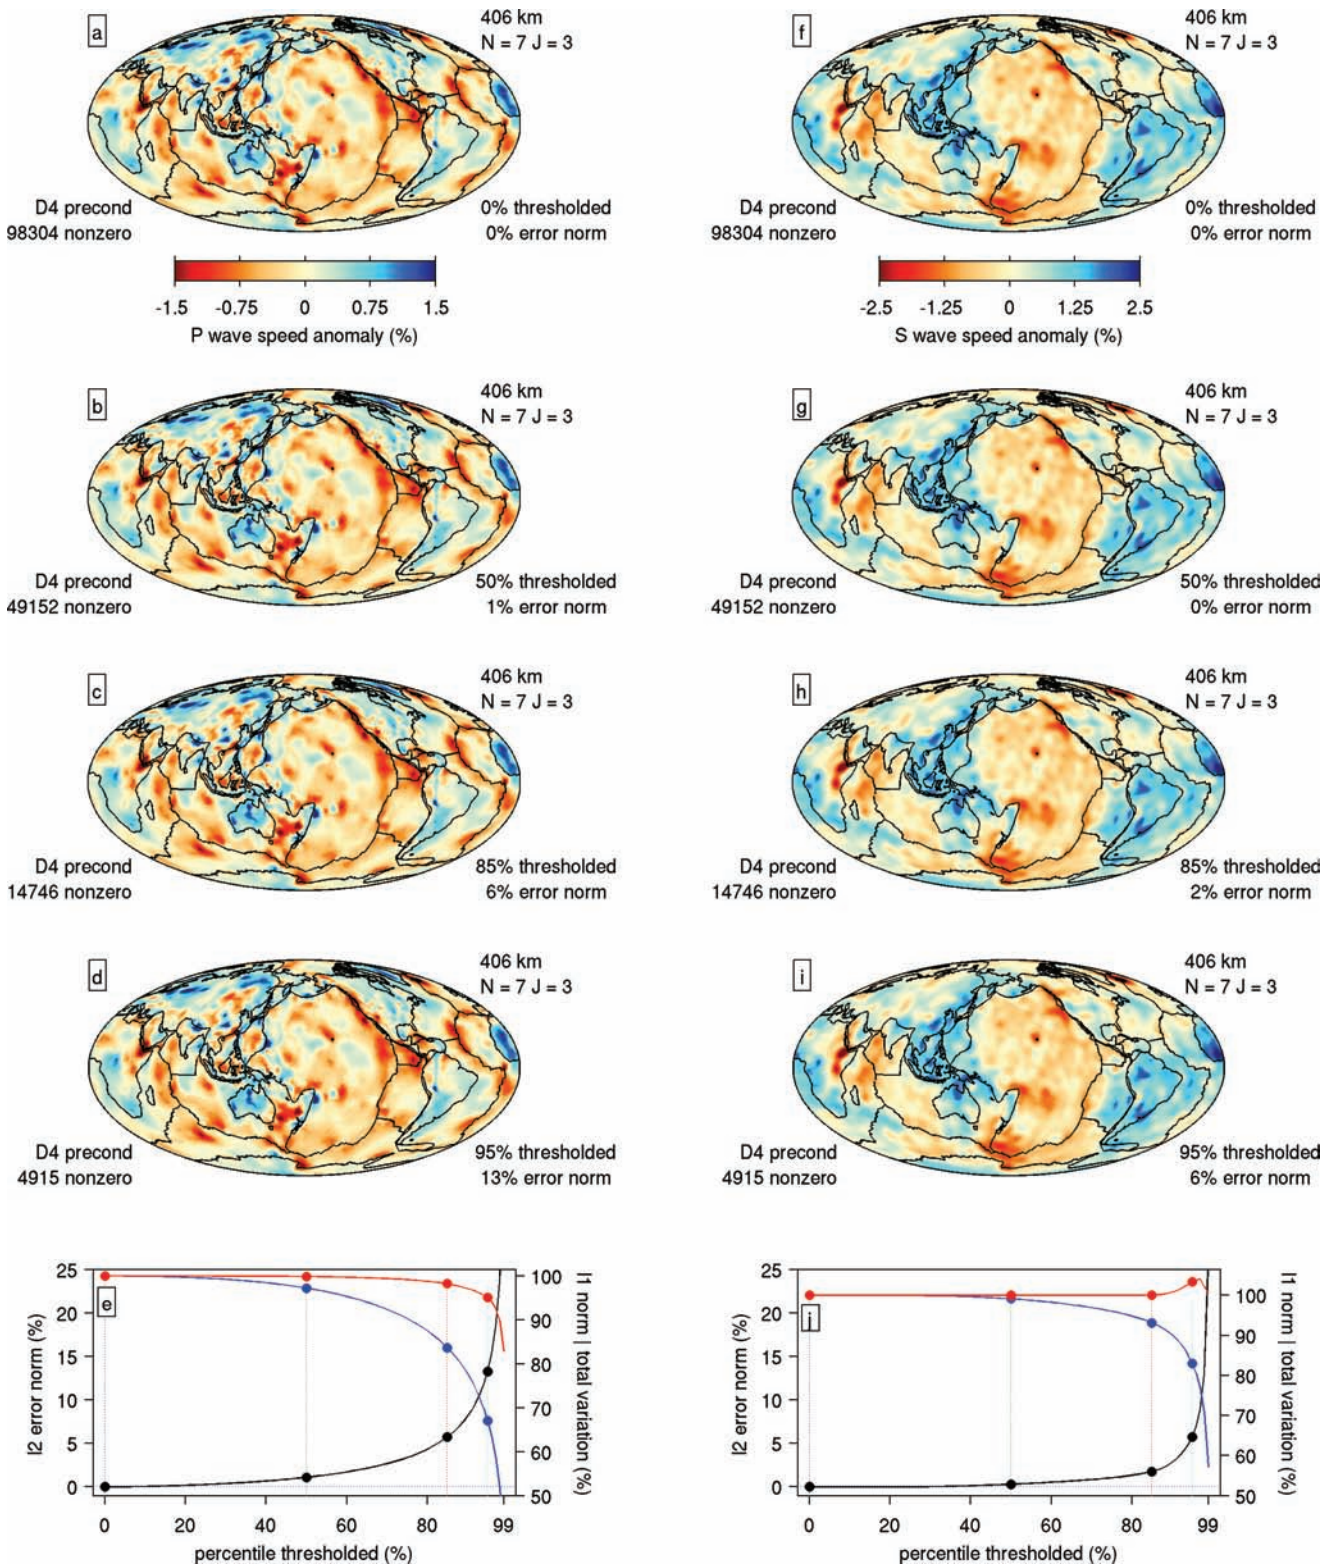 a
406 km
N = 7 J = 3
D4 precond
98304 nonzero
0% thresholded
0% error norm
-1.5 -0.75 0 0.75 1.5
P wave speed anomaly (%)
b
406 km
N = 7 J = 3
D4 precond
49152 nonzero
50% thresholded
1% error norm
c
406 km
N = 7 J = 3
D4 precond
14746 nonzero
85% thresholded
6% error norm
d
406 km
N = 7 J = 3
D4 precond
4915 nonzero
95% thresholded
13% error norm
e
l2 error norm (%)
25
20
15
10
5
0
l1 norm | total variation (%)
100
90
80
70
60
50
0 20 40 60 80 99
percentile thresholded (%)
f
406 km
N = 7 J = 3
D4 precond
98304 nonzero
0% thresholded
0% error norm
-2.5 -1.25 0 1.25 2.5
S wave speed anomaly (%)
g
406 km
N = 7 J = 3
D4 precond
49152 nonzero
50% thresholded
0% error norm
h
406 km
N = 7 J = 3
D4 precond
14746 nonzero
85% thresholded
2% error norm
i
406 km
N = 7 J = 3
D4 precond
4915 nonzero
95% thresholded
6% error norm
j
l2 error norm (%)
25
20
15
10
5
0
l1 norm | total variation (%)
100
90
80
70
60
50
0 20 40 60 80 99
percentile thresholded (%)